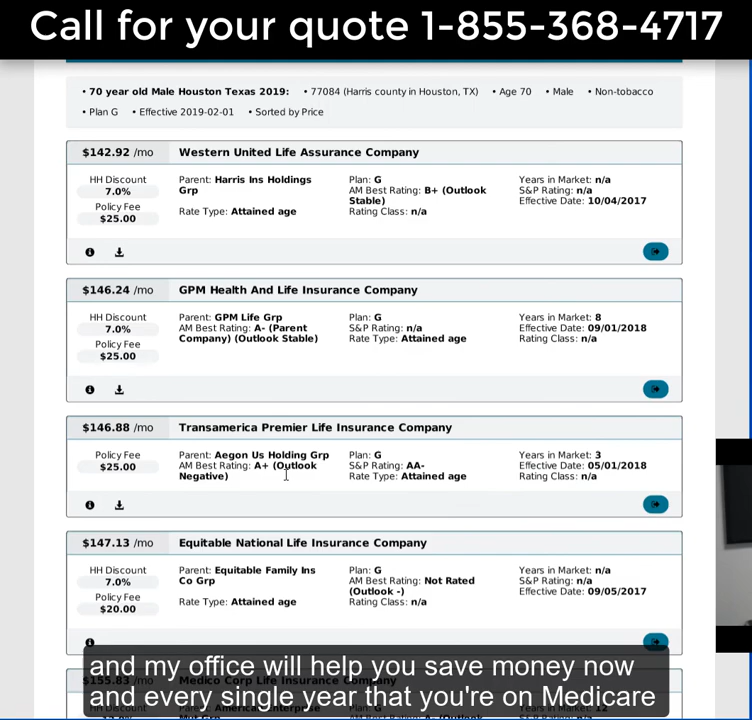 Call for your quote 1-855-368-4717
• 70 year old Male Houston Texas 2019: • 77084 (Harris county in Houston, TX) • Age 70 • Male • Non-tobacco
• Plan G • Effective 2019-02-01 • Sorted by Price
$142.92 /mo Western United Life Assurance Company
HH Discount
7.0%
Policy Fee
$25.00
Parent: Harris Ins Holdings
Grp
Rate Type: Attained age
Plan: G
AM Best Rating: B+ (Outlook
Stable)
Rating Class: n/a
Years in Market: n/a
S&P Rating: n/a
Effective Date: 10/04/2017
$146.24 /mo GPM Health And Life Insurance Company
HH Discount
7.0%
Policy Fee
$25.00
Parent: GPM Life Grp
AM Best Rating: A- (Parent
Company) (Outlook Stable)
Plan: G
S&P Rating: n/a
Rate Type: Attained age
Years in Market: 8
Effective Date: 09/01/2018
Rating Class: n/a
$146.88 /mo Transamerica Premier Life Insurance Company
Policy Fee
$25.00
Parent: Aegon Us Holding Grp
AM Best Rating: A+ (Outlook
Negative)
Plan: G
S&P Rating: AA-
Rate Type: Attained age
Years in Market: 3
Effective Date: 05/01/2018
Rating Class: n/a
$147.13 /mo Equitable National Life Insurance Company
HH Discount
7.0%
Policy Fee
$20.00
Parent: Equitable Family Ins
Co Grp
Rate Type: Attained age
Plan: G
AM Best Rating: Not Rated
(Outlook -)
Rating Class: n/a
Years in Market: n/a
S&P Rating: n/a
Effective Date: 09/05/2017
$155.83 /mo Medico Corp Life Insurance Company
and my office will help you save money now
and every single year that you're on Medicare